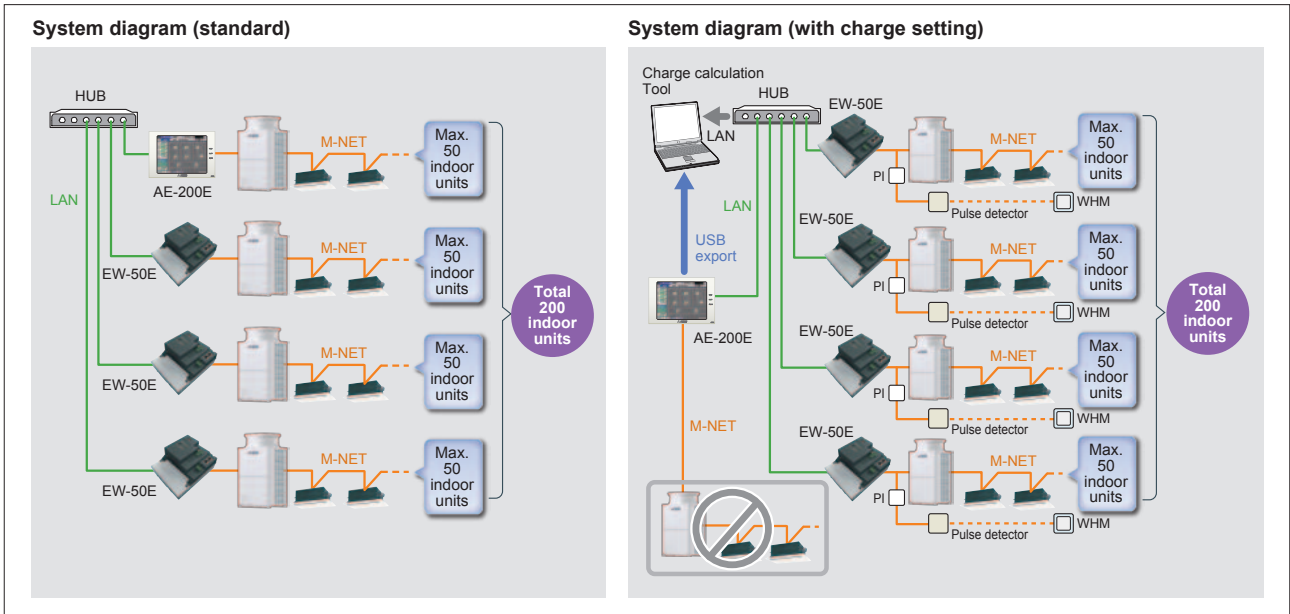 System diagram (standard)
HUB
AE-200E
M-NET
Max.
50
indoor
units
LAN
EW-50E
M-NET
Max.
50
indoor
units
Total
200
indoor
units
EW-50E
M-NET
Max.
50
indoor
units
EW-50E
M-NET
Max.
50
indoor
units
System diagram (with charge setting)
Charge calculation
Tool
HUB
LAN
EW-50E
M-NET
Max.
50
indoor
units
PI
Pulse detector
WHM
LAN
USB
export
AE-200E
M-NET
EW-50E
M-NET
Max.
50
indoor
units
PI
Pulse detector
WHM
Total
200
indoor
units
EW-50E
M-NET
Max.
50
indoor
units
PI
Pulse detector
WHM
EW-50E
M-NET
Max.
50
indoor
units
PI
Pulse detector
WHM